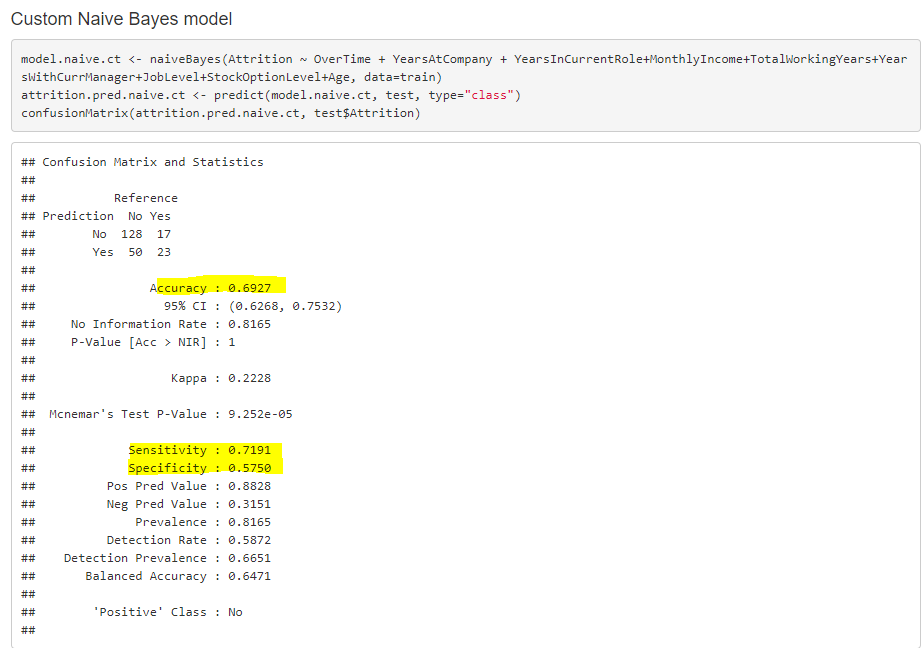 Custom Naive Bayes model
model.naive.ct <- naiveBayes(Attrition ~ OverTime + YearsAtCompany + YearsInCurrentRole+MonthlyIncome+TotalWorkingYears+Year
sWithCurrManager+JobLevel+StockOptionLevel+Age, data=train)
attrition.pred.naive.ct <- predict(model.naive.ct, test, type="class")
confusionMatrix(attrition.pred.naive.ct, test$Attrition)
## Confusion Matrix and Statistics
##
##           Reference
## Prediction  No Yes
##        No  128  17
##        Yes  50  23
##
##                Accuracy : 0.6927
##                  95% CI : (0.6268, 0.7532)
##     No Information Rate : 0.8165
##     P-Value [Acc > NIR] : 1
##
##                   Kappa : 0.2228
##
##  Mcnemar's Test P-Value : 9.252e-05
##
##             Sensitivity : 0.7191
##             Specificity : 0.5750
##          Pos Pred Value : 0.8828
##          Neg Pred Value : 0.3151
##              Prevalence : 0.8165
##          Detection Rate : 0.5872
##    Detection Prevalence : 0.6651
##       Balanced Accuracy : 0.6471
##
##        'Positive' Class : No
##